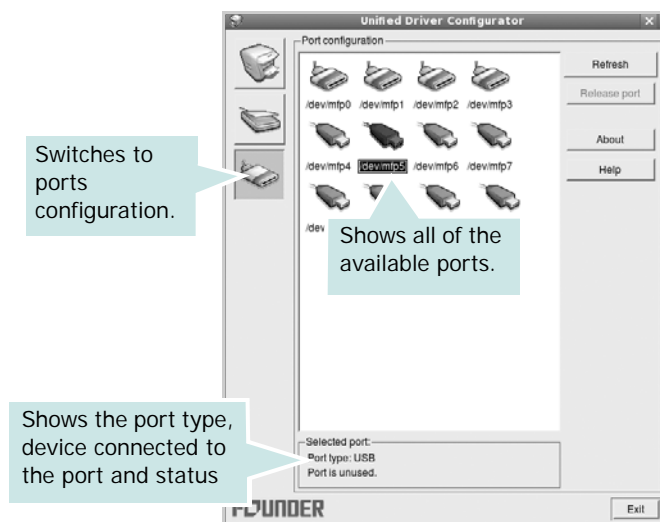 Unified Driver Configurator
Port configuration
/dev/mfp0 /dev/mfp1 /dev/mfp2 /dev/mfp3
/dev/mfp4 /dev/mfp5 /dev/mfp6 /dev/mfp7
/dev
Refresh
Release port
About
Help
Switches to
ports
configuration.
Shows all of the
available ports.
Shows the port type,
device connected to
the port and status
Selected port:
Port type: USB
Port is unused.
FOUNDER
Exit